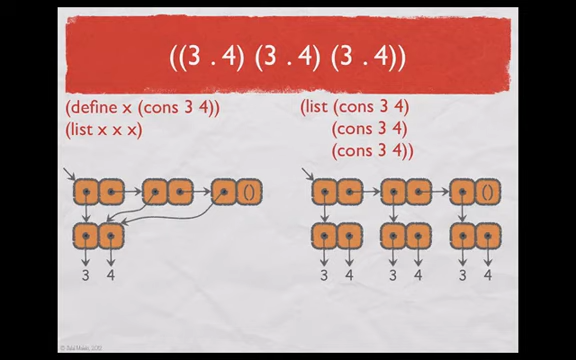 ((3 . 4) (3 . 4) (3 . 4))
(define x (cons 3 4))
(list x x x)
(list (cons 3 4)
(cons 3 4)
(cons 3 4))
()
()
3 4
3 4 3 4 3 4